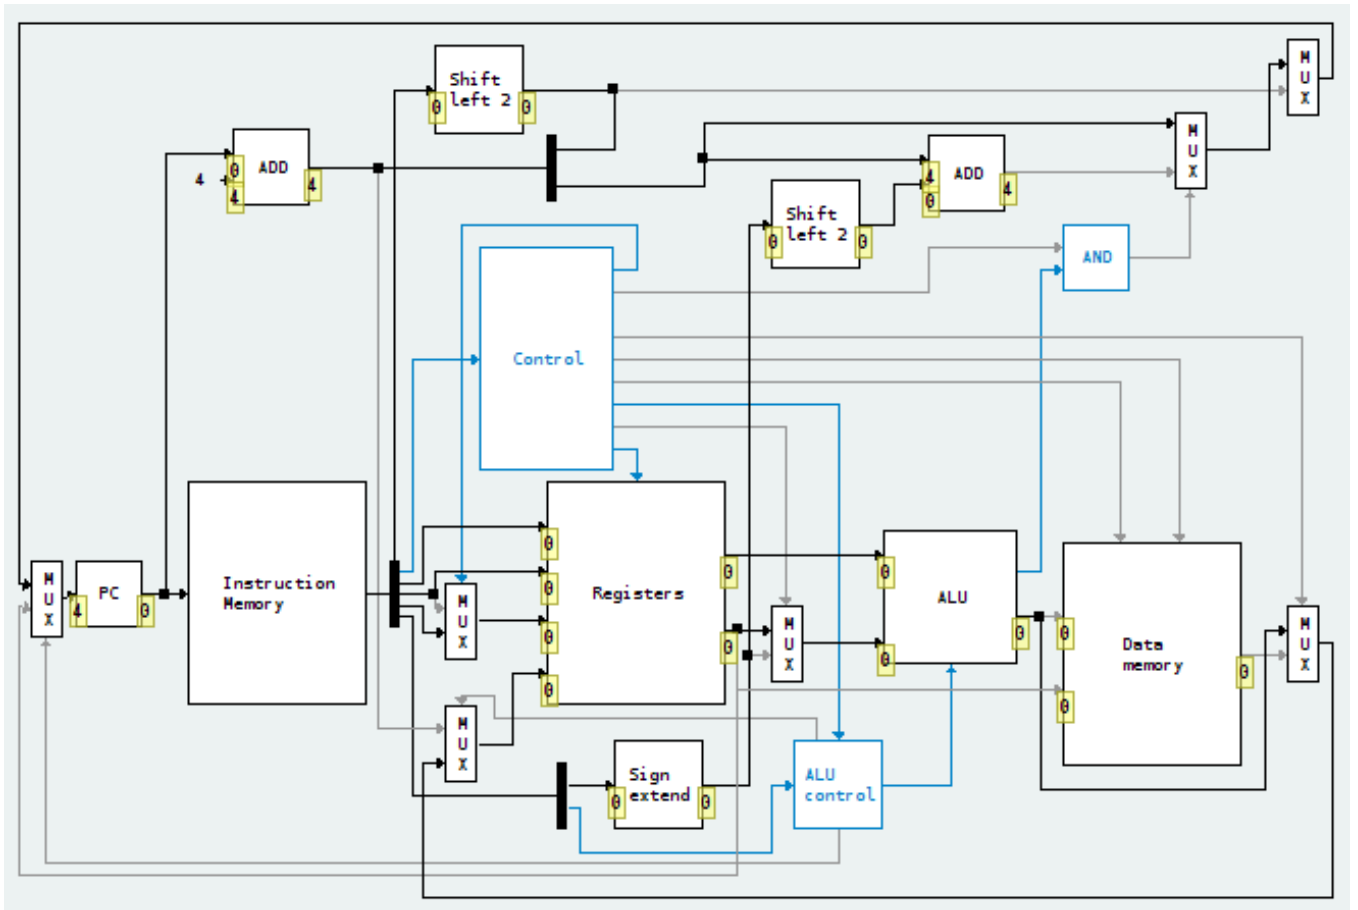 M
U
X
Shift
left 2
0
0
M
U
X
ADD
0
4
4
4
ADD
4
0
4
Shift
left 2
0
0
AND
Control
M
U
X
PC
4
0
Instruction
Memory
M
U
X
Registers
0
0
0
0
0
0
M
U
X
ALU
0
0
0
Data
memory
0
0
0
M
U
X
M
U
X
Sign
extend
0
0
ALU
control